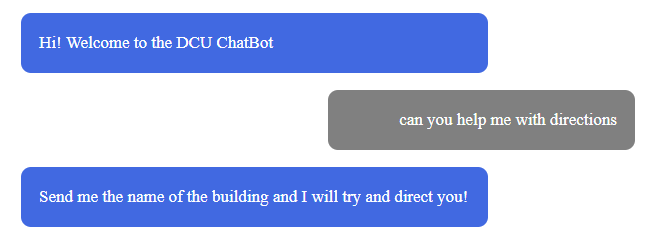 Hi! Welcome to the DCU ChatBot
can you help me with directions
Send me the name of the building and I will try and direct you!